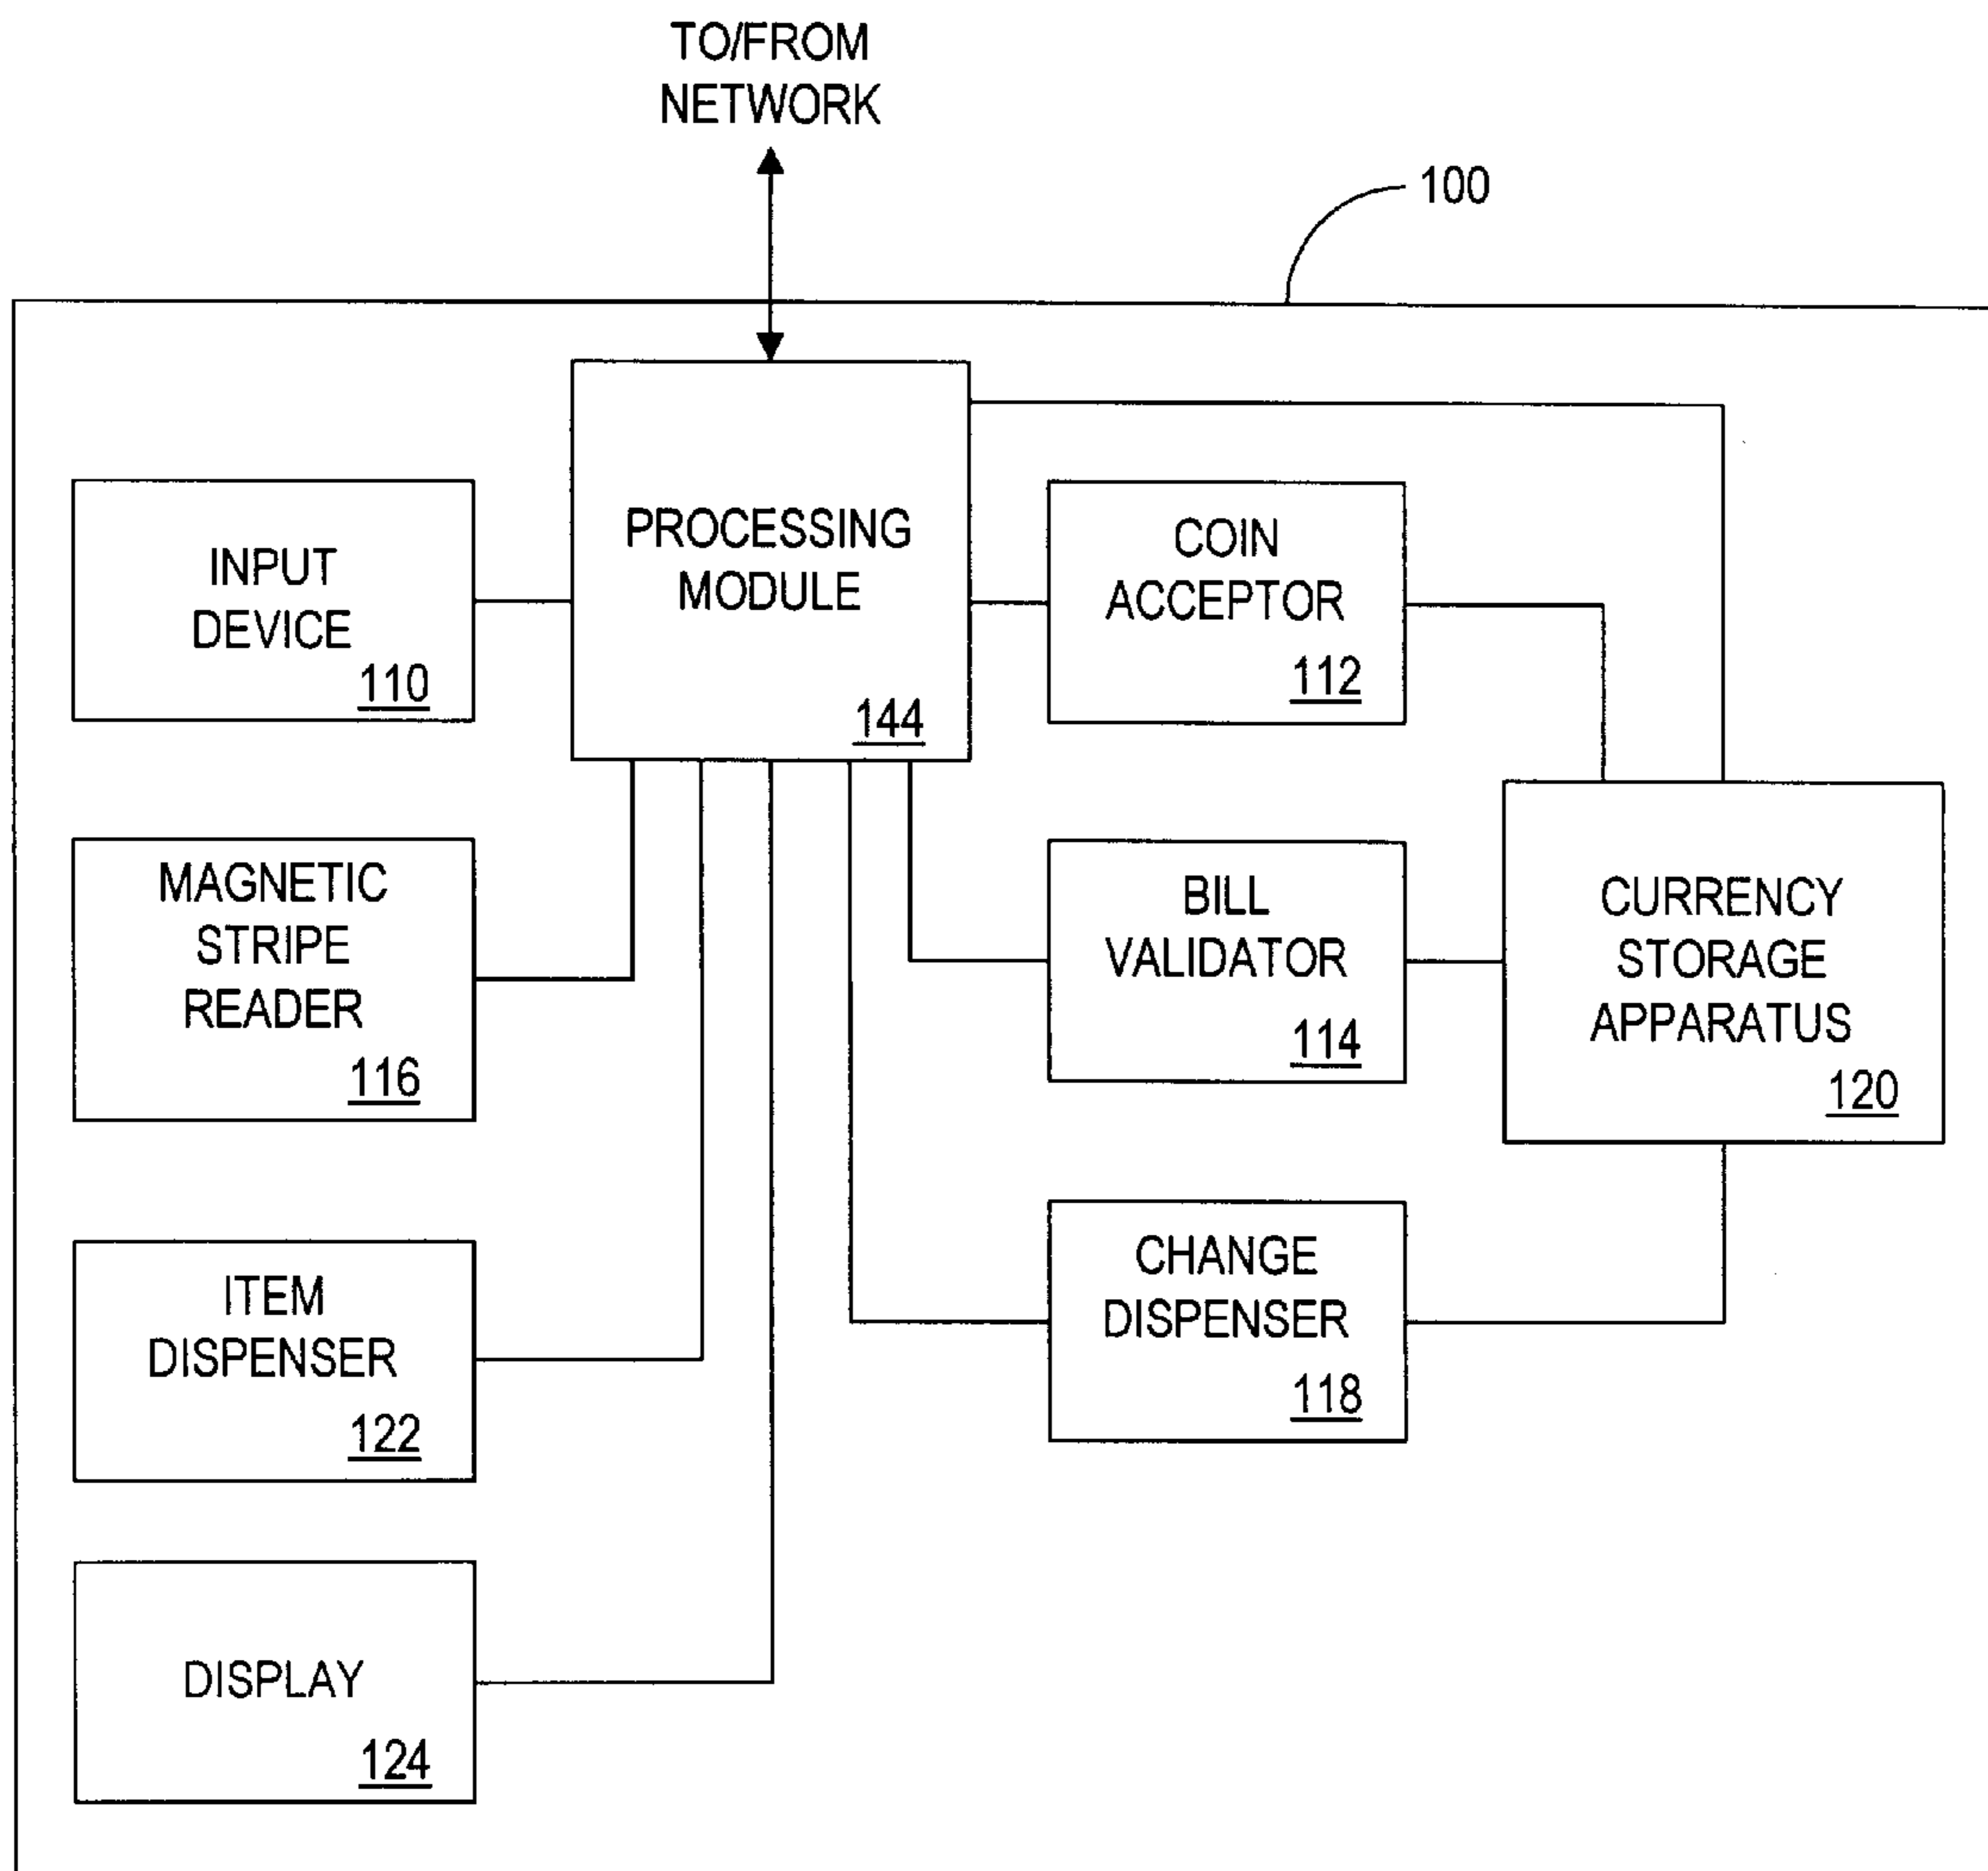 TO/FROM
NETWORK
100
PROCESSING
MODULE
144
INPUT
DEVICE
110
COIN
ACCEPTOR
112
MAGNETIC
STRIPE
READER
116
BILL
VALIDATOR
114
CURRENCY
STORAGE
APPARATUS
120
ITEM
DISPENSER
122
CHANGE
DISPENSER
118
DISPLAY
124